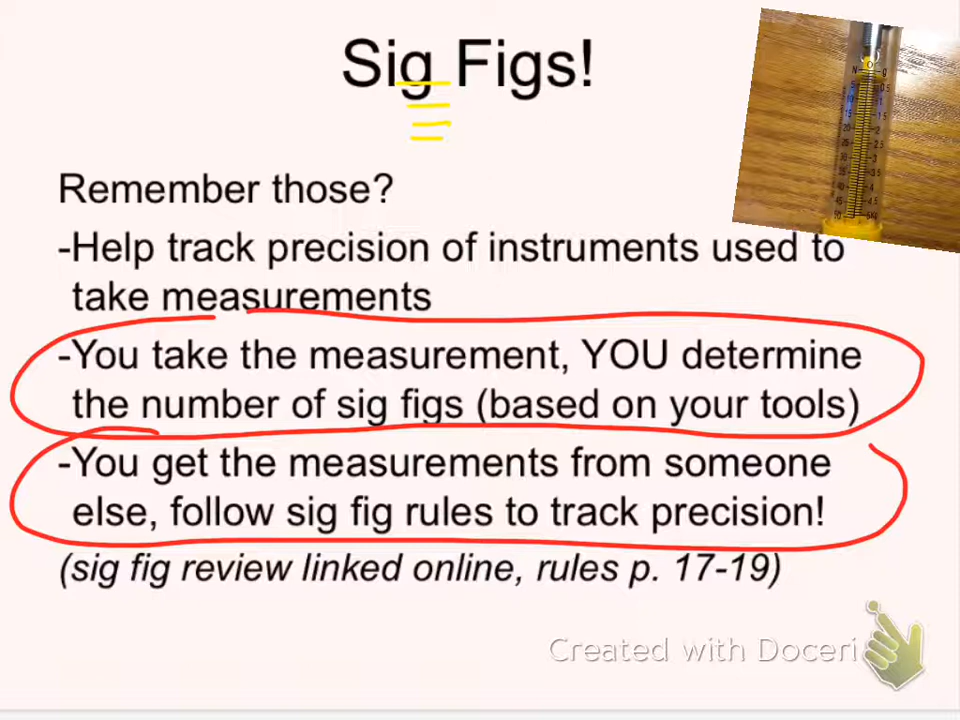 Sig Figs!
N g
Remember those?
-Help track precision of instruments used to
take measurements
-You take the measurement, YOU determine
the number of sig figs (based on your tools)
-You get the measurements from someone
else, follow sig fig rules to track precision!
(sig fig review linked online, rules p. 17-19)
Created with Doceri